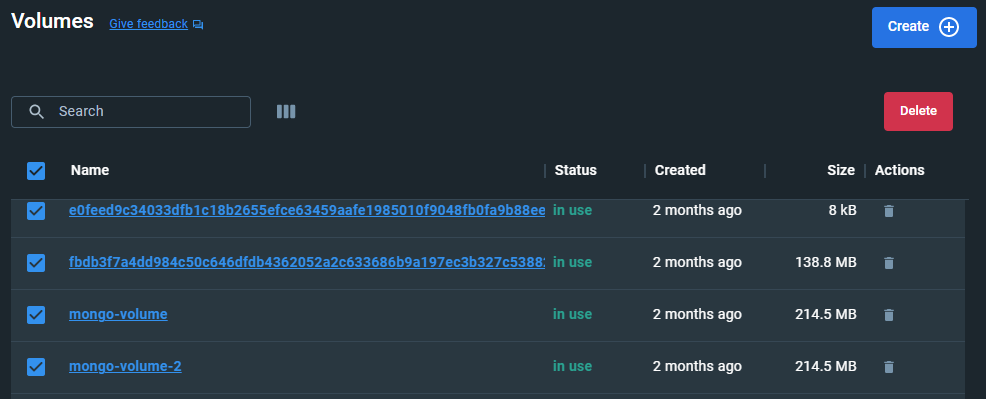 Volumes Give feedback
Create
Search
Delete
Name Status Created Size Actions
e0feed9c34033dfb1c18b2655efce63459aafe1985010f9048fb0fa9b88ee in use 2 months ago 8 kB
fbdb3f7a4dd984c50c646dfdb4362052a2c633686b9a197ec3b327c5388 in use 2 months ago 138.8 MB
mongo-volume in use 2 months ago 214.5 MB
mongo-volume-2 in use 2 months ago 214.5 MB